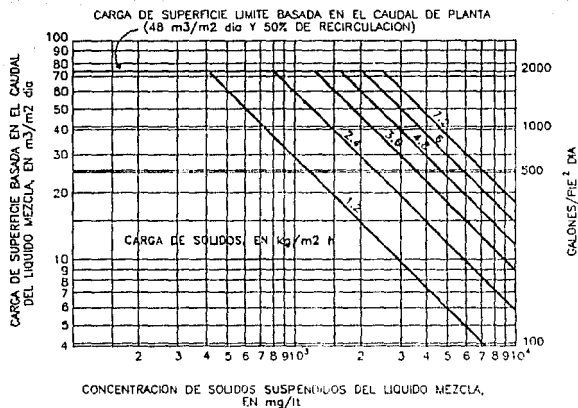 CARGA DE SUPERFICIE LIMITE BASADA EN EL CAUDAL DE PLANTA
(48 m3/m2 dia Y 50% DE RECIRCULACION)
CARGA DE SUPERFICIE BASADA EN EL CAUDAL
DEL LIQUIDO MEZCLA, EN m3/m2 dia
100
90
80
70
60
50
40
30
20
10
9
8
7
6
5
4
2000
1000
500
100
GALONES/PIE² DIA
7.2
6
4.8
3.6
2.4
1.2
CARGA DE SOLIDOS, EN kg/m2 h
2 3 4 5 6 7 8 9 10³ 2 3 4 5 6 7 8 9 10⁴
CONCENTRACION DE SOLIDOS SUSPENDIDOS DEL LIQUIDO MEZCLA,
EN mg/lt